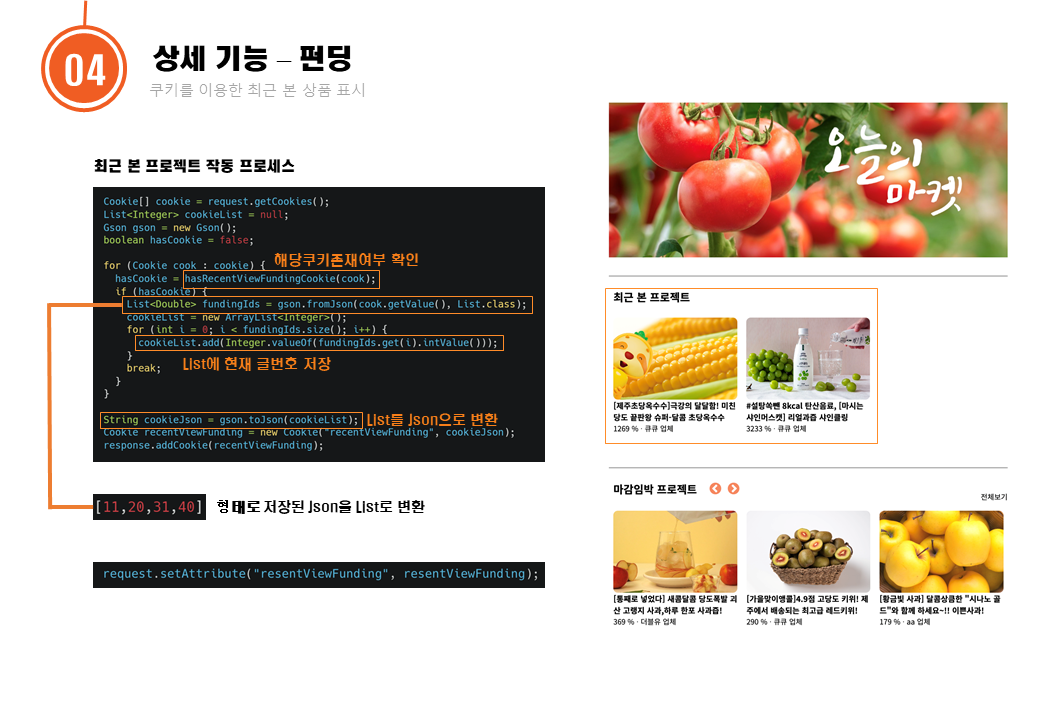 04
상세 기능 – 펀딩
쿠키를 이용한 최근 본 상품 표시
최근 본 프로젝트 작동 프로세스
Cookie[] cookie = request.getCookies();
List<Integer> cookieList = null;
Gson gson = new Gson();
boolean hasCookie = false;
for (Cookie cook : cookie) {
해당쿠키존재여부 확인
hasCookie = hasRecentViewFundingCookie(cook);
if (hasCookie) {
List<Double> fundingIds = gson.fromJson(cook.getValue(), List.class);
cookieList = new ArrayList<Integer>();
for (int i = 0; i < fundingIds.size(); i++) {
cookieList.add(Integer.valueOf(fundingIds.get(i).intValue()));
}
break;
List에 현재 글번호 저장
}
}
String cookieJson = gson.toJson(cookieList);
List를 Json으로 변환
Cookie recentViewFunding = new Cookie("recentViewFunding", cookieJson);
response.addCookie(recentViewFunding);
[11,20,31,40]
형태로 저장된 Json을 List로 변환
request.setAttribute("resentViewFunding", resentViewFunding);
오늘의
마켓
최근 본 프로젝트
[제주초당옥수수]극강의 달달함! 미친
당도 끝판왕 슈퍼·달콤 초당옥수수
1269 % · 큐큐 업체
#설탕쏙뺀 8kcal 탄산음료, [마시는
샤인머스캣] 리얼과즙 샤인클링
3233 % · 큐큐 업체
마감임박 프로젝트
전체보기
[통째로 넣었다] 새콤달콤 당도폭발 괴
산 고랭지 사과,하루 한포 사과즙!
369 % · 더블유 업체
[가을맞이앵콜]4.9점 고당도 키위! 제
주에서 배송되는 최고급 레드키위!
290 % · 큐큐 업체
[황금빛 사과] 달콤상큼한 "시나노 골
드"와 함께 하세요~!! 이쁜사과!
179 % · aa 업체